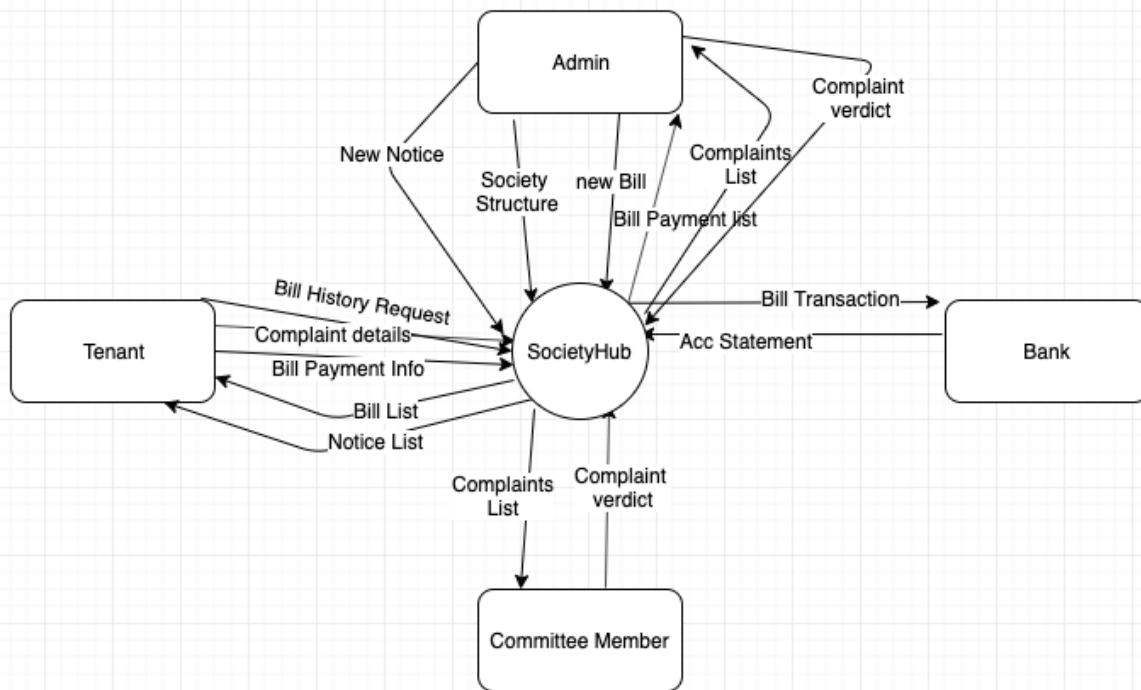 Admin
Complaint
verdict
New Notice
Complaints
List
Society
Structure
new Bill
Bill Payment list
Bill History Request
Bill Transaction
Complaint details
Acc Statement
Tenant
SocietyHub
Bank
Bill Payment Info
Bill List
Notice List
Complaints
List
Complaint
verdict
Committee Member